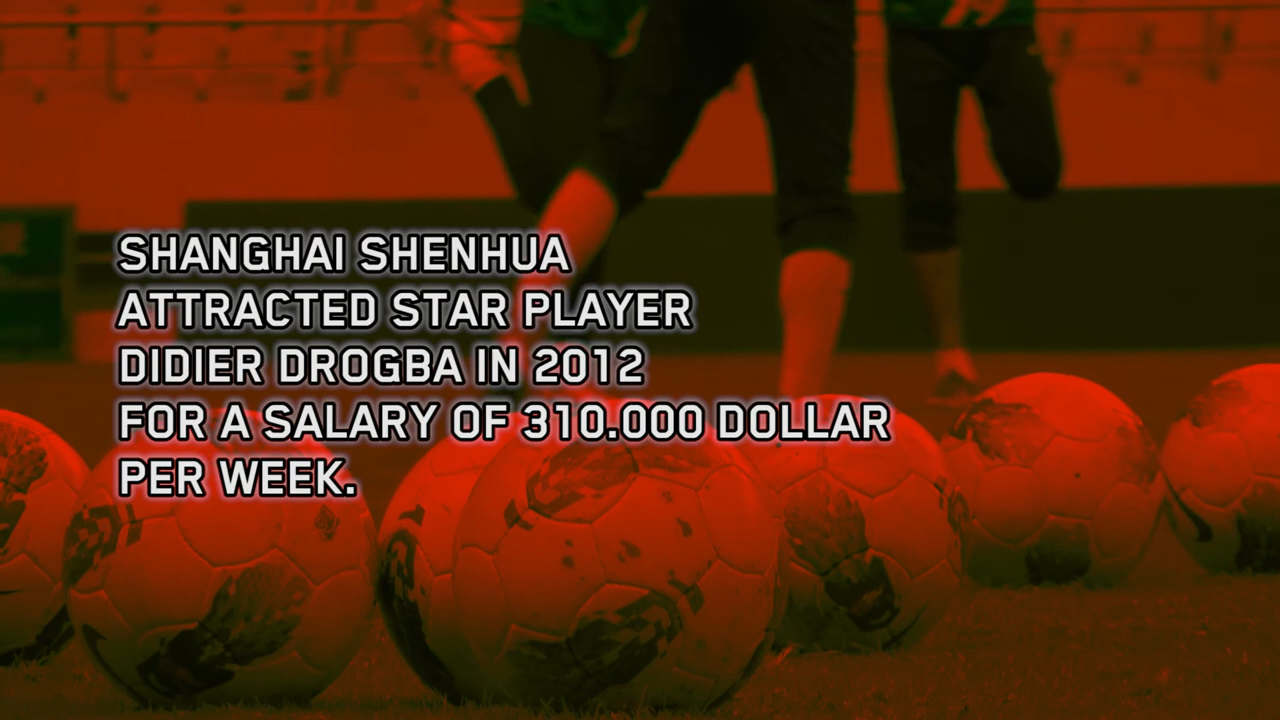 SHANGHAI SHENHUA
ATTRACTED STAR PLAYER
DIDIER DROGBA IN 2012
FOR A SALARY OF 310.000 DOLLAR
PER WEEK.